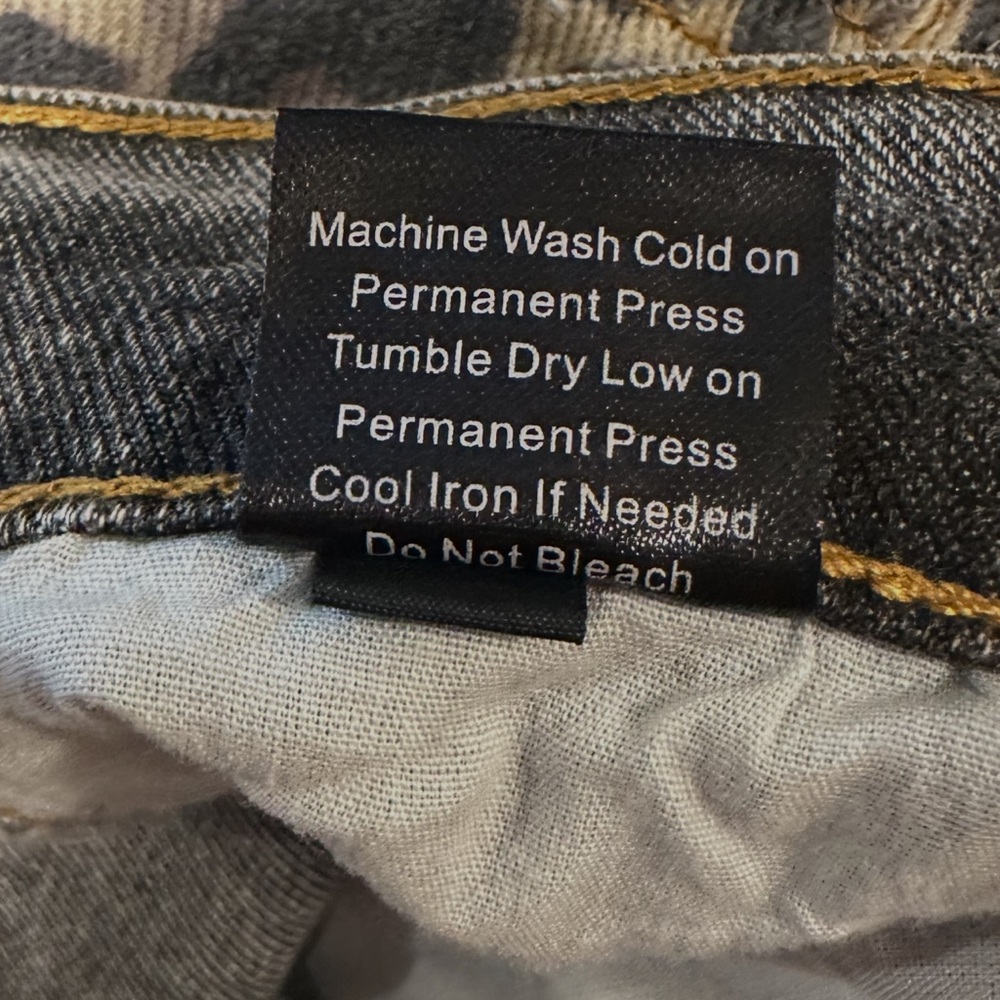 Machine Wash Cold on
Permanent Press
Tumble Dry Low on
Permanent Press
Cool Iron If Needed
Do Not Bleach